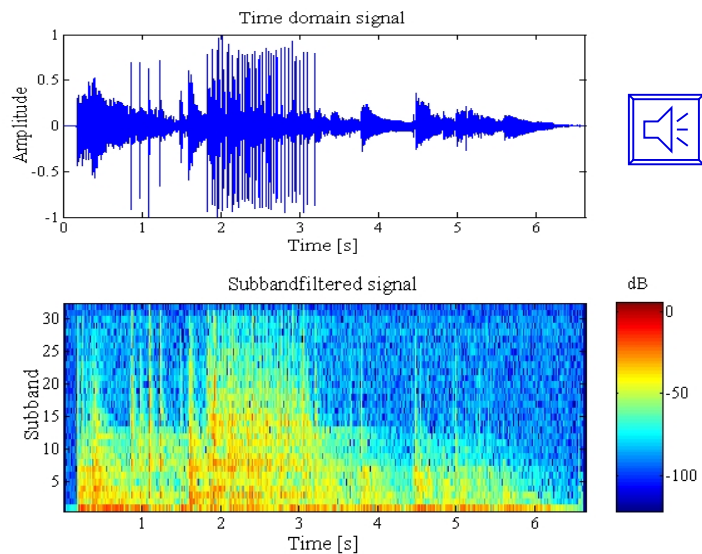 Time domain signal
1
0.5
0
-0.5
-1
Amplitude
0 1 2 3 4 5 6
Time [s]
Subbandfiltered signal
dB
30
25
20
15
10
5
Subband
0
-50
-100
1 2 3 4 5 6
Time [s]